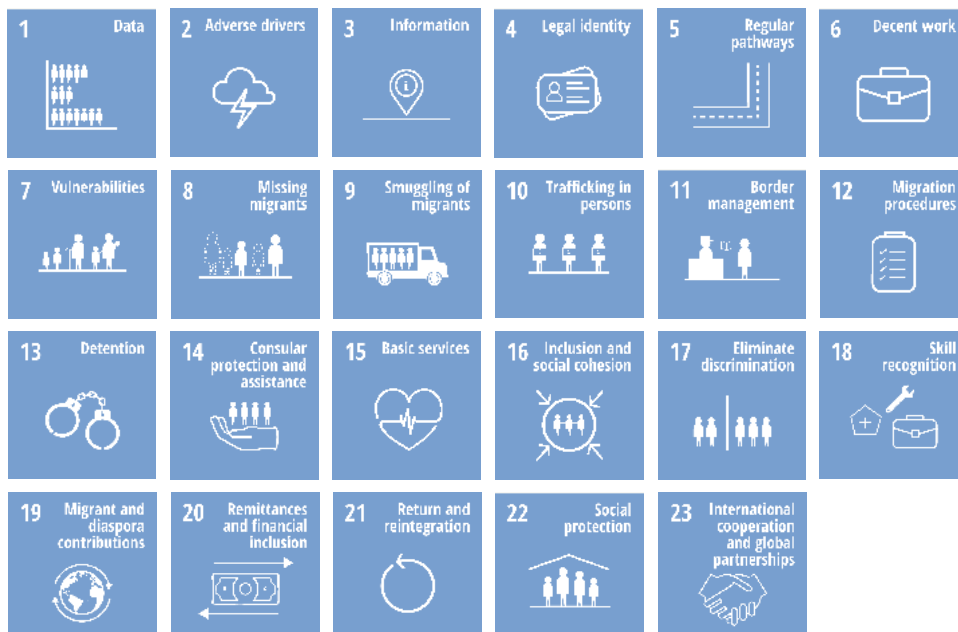 1 Data
2 Adverse drivers
3 Information
4 Legal identity
5 Regular
pathways
6 Decent work
7 Vulnerabilities
8 Missing
migrants
9 Smuggling of
migrants
10 Trafficking in
persons
11 Border
management
12 Migration
procedures
13 Detention
14 Consular
protection and
assistance
15 Basic services
16 Inclusion and
social cohesion
17 Eliminate
discrimination
18 Skill
recognition
19 Migrant and
diaspora
contributions
20 Remittances
and financial
inclusion
21 Return and
reintegration
22 Social
protection
23 International
cooperation
and global
partnerships